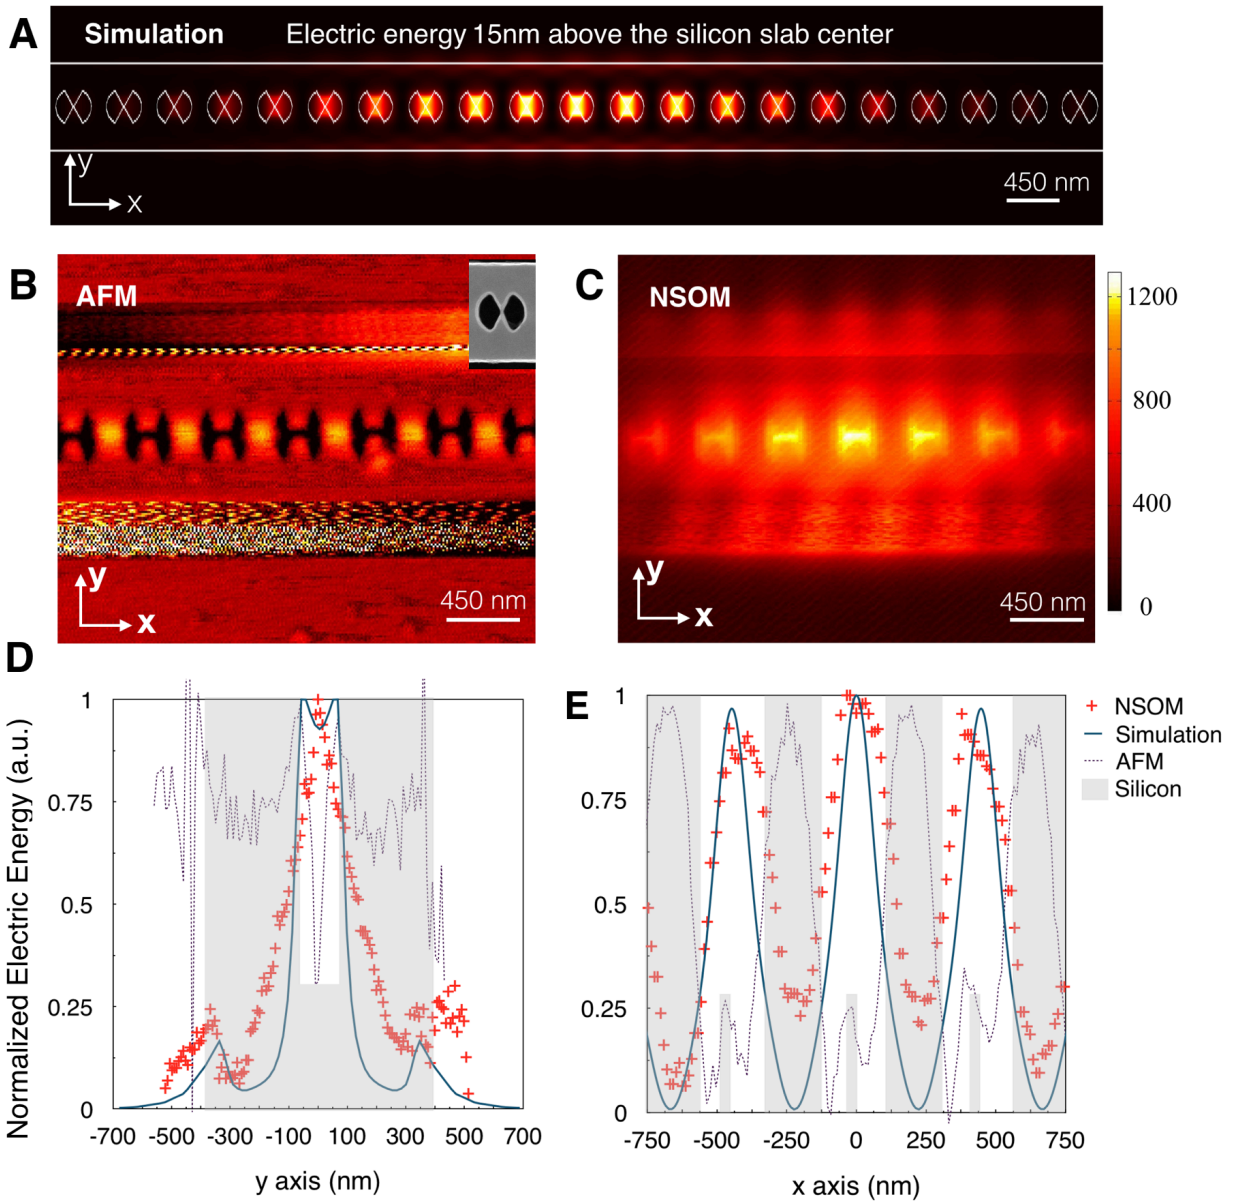 A
Simulation Electric energy 15nm above the silicon slab center
y
x
450 nm
B
AFM
y
x
450 nm
C
NSOM
y
x
450 nm
1200
800
400
0
D
Normalized Electric Energy (a.u.)
1
0.75
0.5
0.25
0
-700 -500 -300 -100 100 300 500 700
y axis (nm)
E
1
0.75
0.5
0.25
0
-750 -500 -250 0 250 500 750
x axis (nm)
NSOM
Simulation
AFM
Silicon